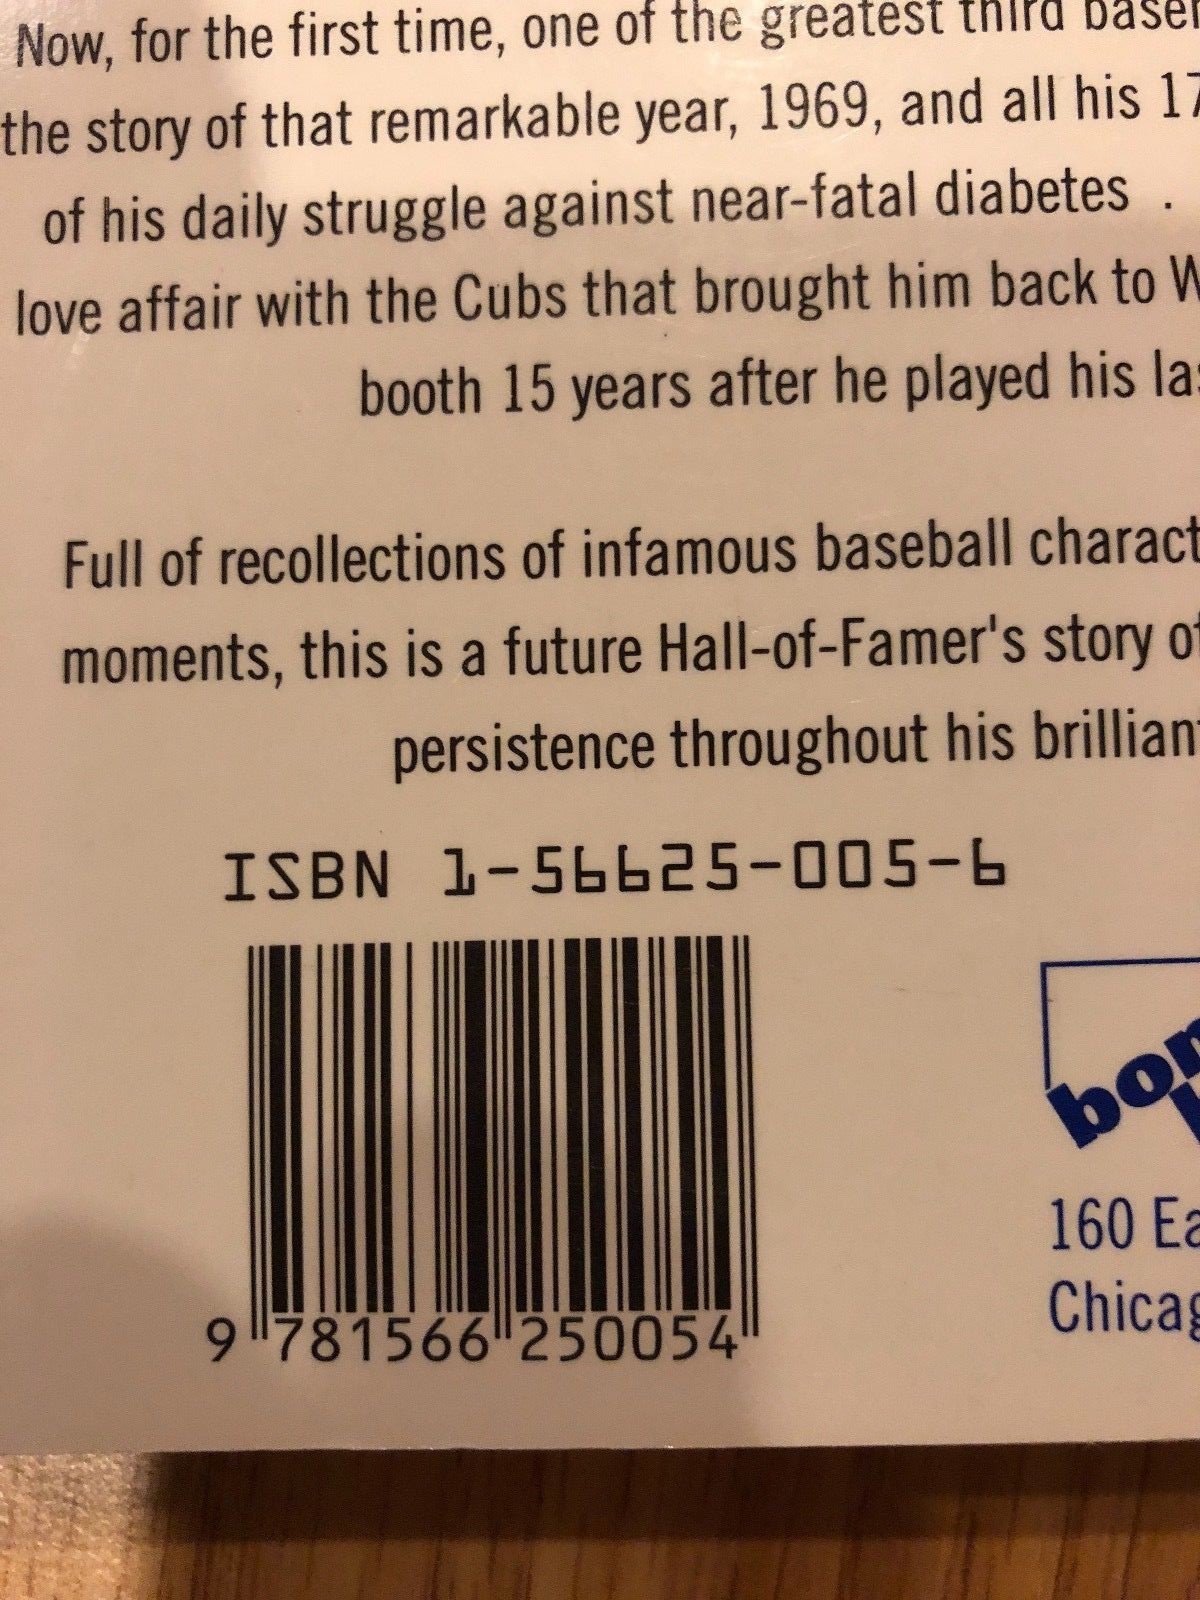 Now, for the first time, one of the greatest third
the story of that remarkable year, 1969, and all his 17
of his daily struggle against near-fatal diabetes .
love affair with the Cubs that brought him back to
booth 15 years after he played his
Full of recollections of infamous baseball
moments, this is a future Hall-of-Famer's story
persistence throughout his
ISBN 1-56625-005-6
9 781566 250054
160